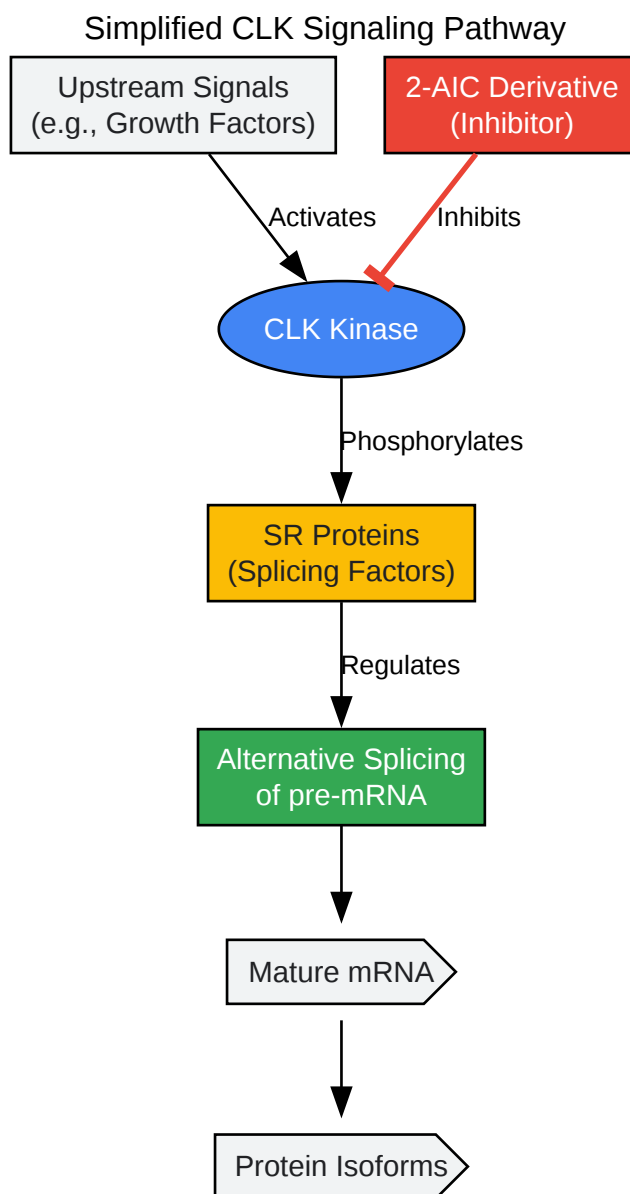 Simplified CLK Signaling Pathway
Upstream Signals
(e.g., Growth Factors)
2-AIC Derivative
(Inhibitor)
Activates
Inhibits
CLK Kinase
Phosphorylates
SR Proteins
(Splicing Factors)
Regulates
Alternative Splicing
of pre-mRNA
Mature mRNA
Protein Isoforms